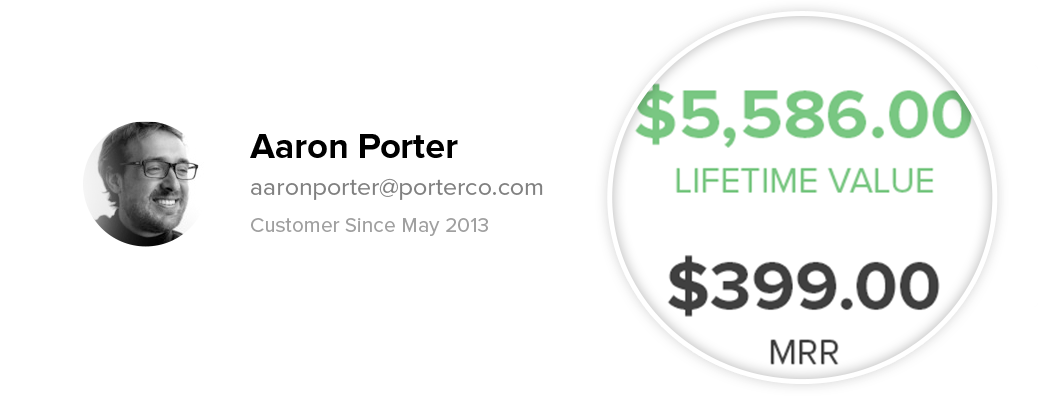 Aaron Porter
aaronporter@porterco.com
Customer Since May 2013
$5,586.00
LIFETIME VALUE
$399.00
MRR